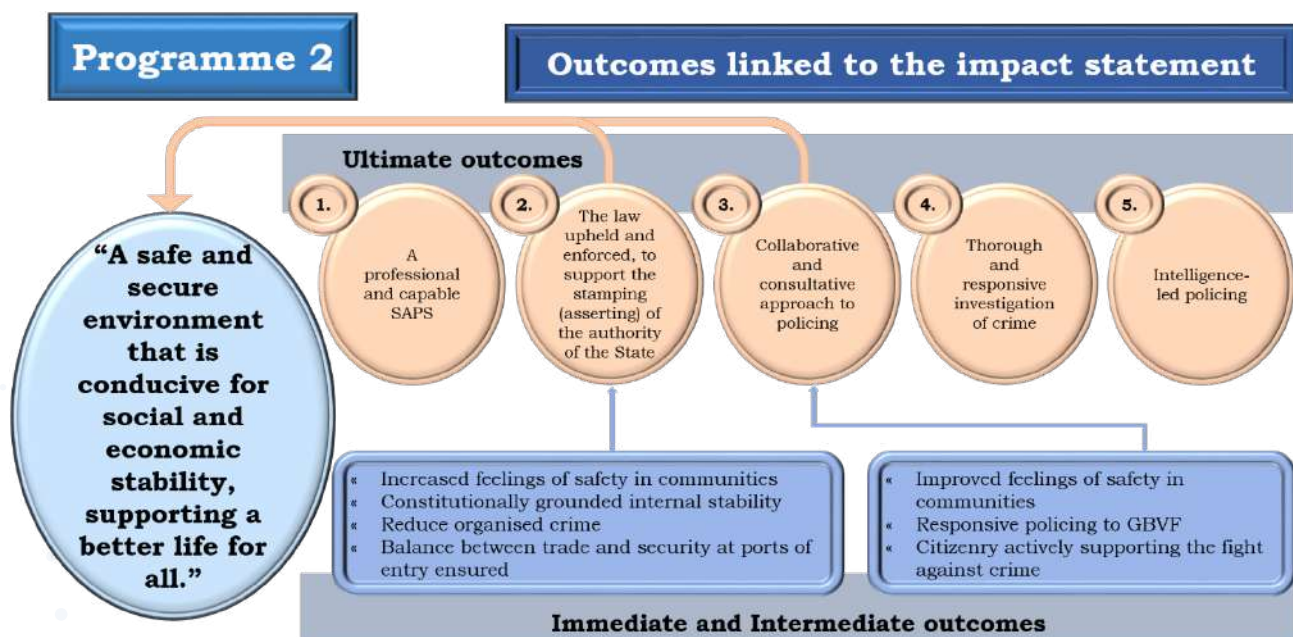 Programme 2
Outcomes linked to the impact statement
Ultimate outcomes
1.
A
professional
and capable
SAPS
2.
The law
upheld and
enforced, to
support the
stamping
(asserting) of
the authority
of the State
3.
Collaborative
and
consultative
approach to
policing
4.
Thorough
and
responsive
investigation
of crime
5.
Intelligence-
led policing
“A safe and
secure
environment
that is
conducive for
social and
economic
stability,
supporting a
better life for
all.”
« Increased feelings of safety in communities
« Constitutionally grounded internal stability
« Reduce organised crime
« Balance between trade and security at ports of
entry ensured
« Improved feelings of safety in
communities
« Responsive policing to GBVF
« Citizenry actively supporting the fight
against crime
Immediate and Intermediate outcomes